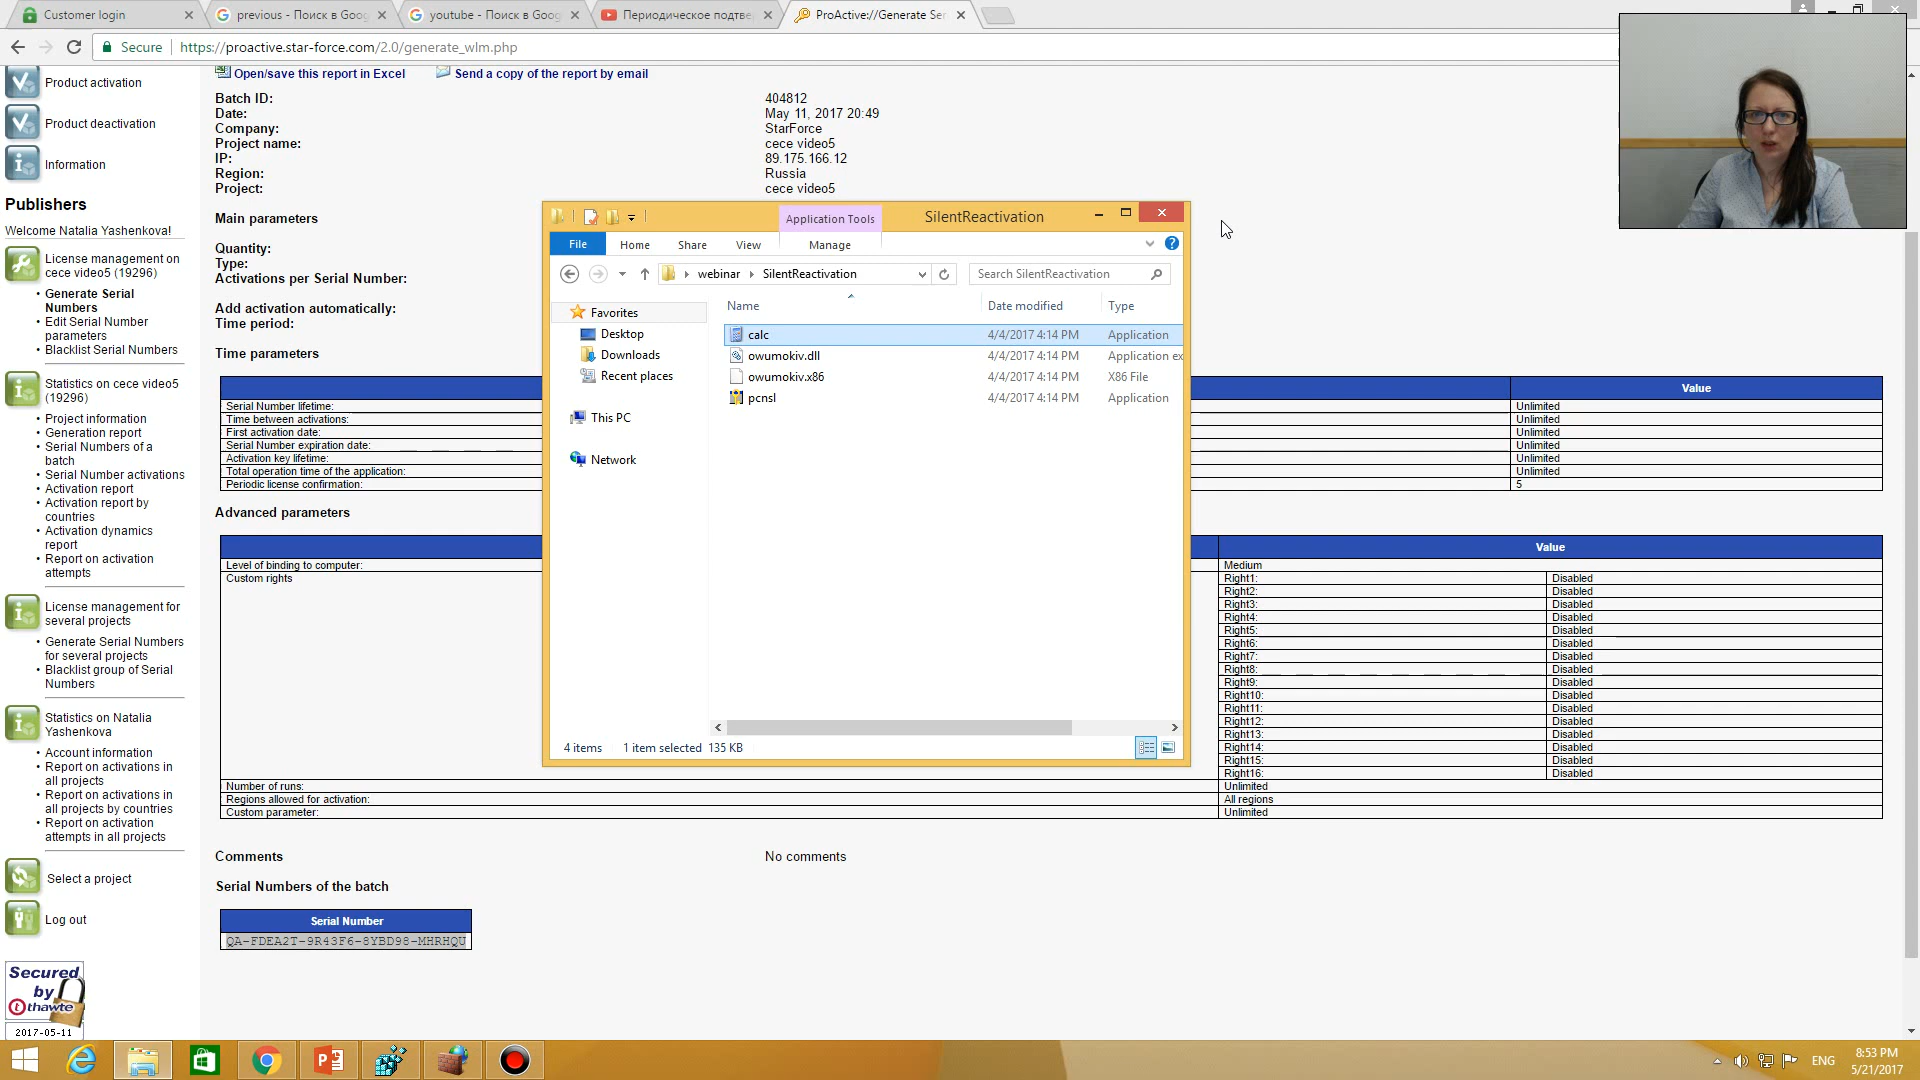 Customer login
previous - Поиск в Goog
youtube - Поиск в Goog
Периодическое подтве
ProActive://Generate Ser
Secure
https://proactive.star-force.com/2.0/generate_wlm.php
Product activation
Product deactivation
Information
Publishers
Welcome Natalia Yashenkova!
License management on
cece video5 (19296)
• Generate Serial
Numbers
• Edit Serial Number
parameters
• Blacklist Serial Numbers
Statistics on cece video5
(19296)
• Project information
• Generation report
• Serial Numbers of a
batch
• Serial Number activations
• Activation report
• Activation report by
countries
• Activation dynamics
report
• Report on activation
attempts
License management for
several projects
• Generate Serial Numbers
for several projects
• Blacklist group of Serial
Numbers
Statistics on Natalia
Yashenkova
• Account information
• Report on activations in
all projects
• Report on activations in
all projects by countries
• Report on activation
attempts in all projects
Select a project
Log out
Secured
by
thawte
2017-05-11
Open/save this report in Excel
Send a copy of the report by email
Batch ID: 404812
Date: May 11, 2017 20:49
Company: StarForce
Project name: cece video5
IP: 89.175.166.12
Region: Russia
Project: cece video5
Main parameters
Quantity:
Type:
Activations per Serial Number:
Add activation automatically:
Time period:
Time parameters
Value
Serial Number lifetime: Unlimited
Time between activations: Unlimited
First activation date: Unlimited
Serial Number expiration date: Unlimited
Activation key lifetime: Unlimited
Total operation time of the application: Unlimited
Periodic license confirmation: 5
Advanced parameters
Value
Level of binding to computer: Medium
Custom rights
Right1: Disabled
Right2: Disabled
Right3: Disabled
Right4: Disabled
Right5: Disabled
Right6: Disabled
Right7: Disabled
Right8: Disabled
Right9: Disabled
Right10: Disabled
Right11: Disabled
Right12: Disabled
Right13: Disabled
Right14: Disabled
Right15: Disabled
Right16: Disabled
Number of runs: Unlimited
Regions allowed for activation: All regions
Custom parameter: Unlimited
Comments No comments
Serial Numbers of the batch
Serial Number
QA-FDEA2T-9R43F6-8YBD98-MHRHQU
Application Tools
SilentReactivation
File
Home
Share
View
Manage
webinar
SilentReactivation
Search SilentReactivation
Favorites
Desktop
Downloads
Recent places
This PC
Network
Name Date modified Type
calc 4/4/2017 4:14 PM Application
owumokiv.dll 4/4/2017 4:14 PM Application ex
owumokiv.x86 4/4/2017 4:14 PM X86 File
pcnsl 4/4/2017 4:14 PM Application
4 items 1 item selected 135 KB
ENG
8:53 PM
5/21/2017